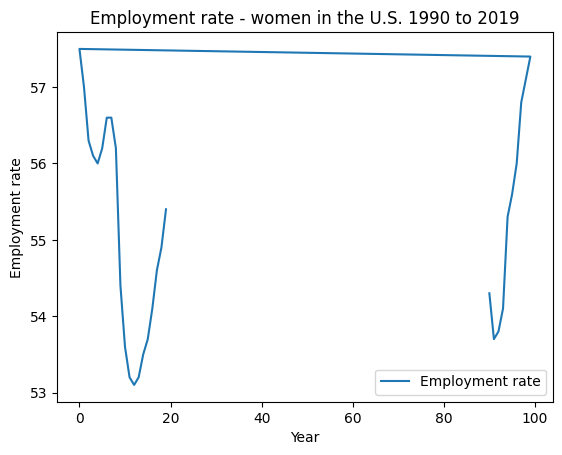 Employment rate - women in the U.S. 1990 to 2019
57
56
55
54
53
Employment rate
Employment rate
0 20 40 60 80 100
Year